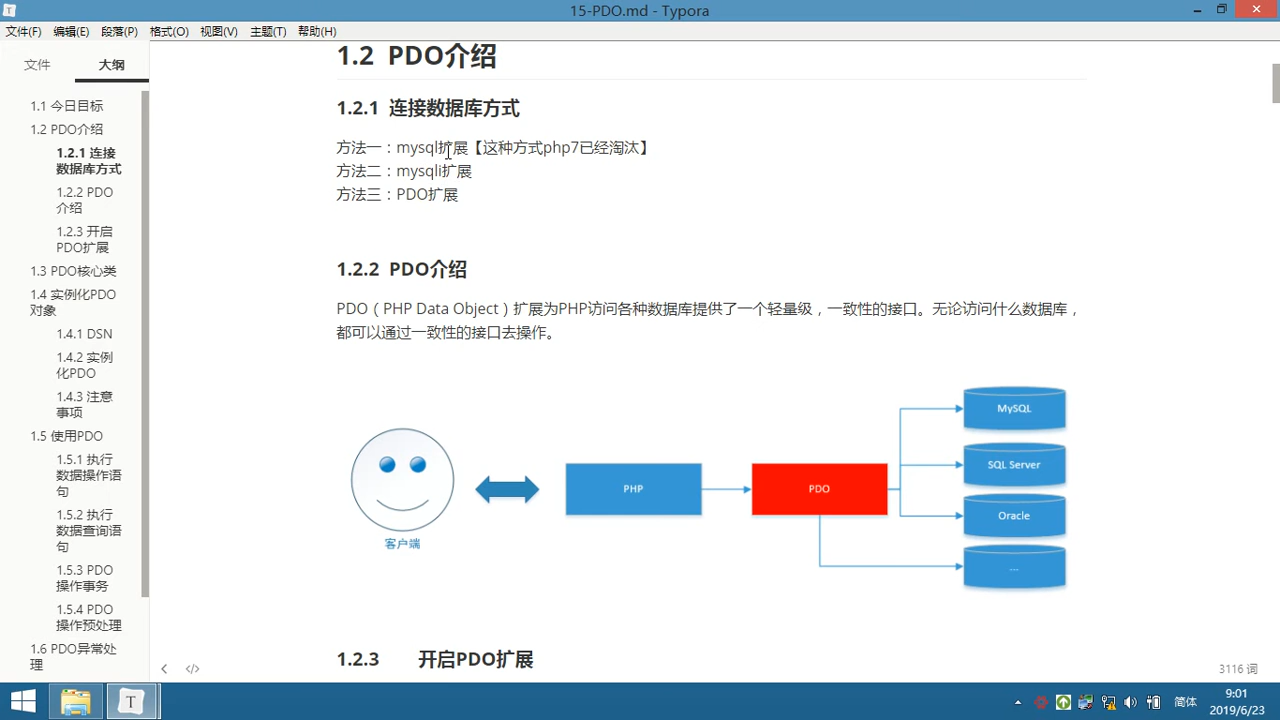 15-PDO.md - Typora
文件(F) 编辑(E) 段落(P) 格式(O) 视图(V) 主题(T) 帮助(H)
文件 大纲
1.1 今日目标
1.2 PDO介绍
1.2.1 连接
数据库方式
1.2.2 PDO
介绍
1.2.3 开启
PDO扩展
1.3 PDO核心类
1.4 实例化PDO
对象
1.4.1 DSN
1.4.2 实例
化PDO
1.4.3 注意
事项
1.5 使用PDO
1.5.1 执行
数据操作语
句
1.5.2 执行
数据查询语
句
1.5.3 PDO
操作事务
1.5.4 PDO
操作预处理
1.6 PDO异常处
理
1.2 PDO介绍
1.2.1 连接数据库方式
方法一：mysql扩展【这种方式php7已经淘汰】
方法二：mysqli扩展
方法三：PDO扩展
1.2.2 PDO介绍
PDO（PHP Data Object）扩展为PHP访问各种数据库提供了一个轻量级，一致性的接口。无论访问什么数据库，
都可以通过一致性的接口去操作。
客户端
PHP
PDO
MySQL
SQL Server
Oracle
...
1.2.3 开启PDO扩展
3116 词
简体
9:01
2019/6/23